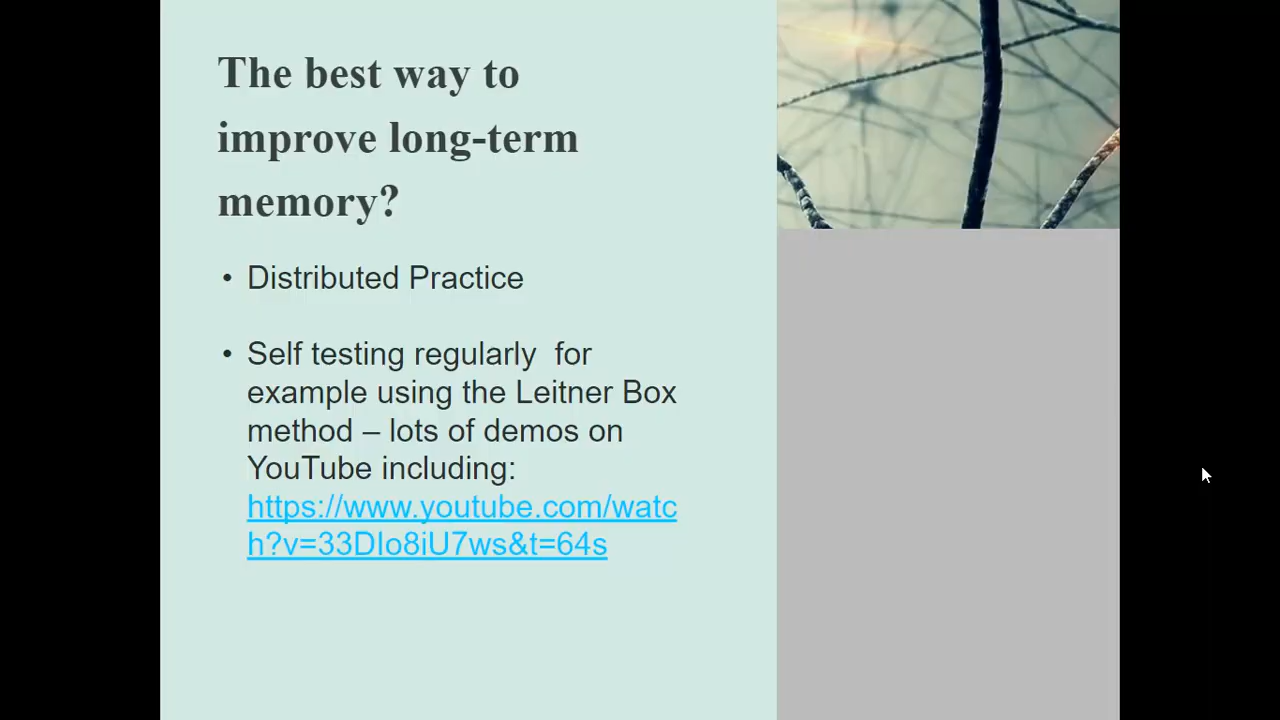 The best way to
improve long-term
memory?
• Distributed Practice
• Self testing regularly  for
example using the Leitner Box
method – lots of demos on
YouTube including:
https://www.youtube.com/watc
h?v=33DIo8iU7ws&t=64s